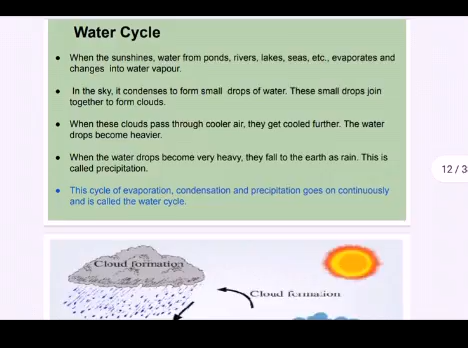 Water Cycle
• When the sunshines, water from ponds, rivers, lakes, seas, etc., evaporates and
changes into water vapour.
• In the sky, it condenses to form small drops of water. These small drops join
together to form clouds.
• When these clouds pass through cooler air, they get cooled further. The water
drops become heavier.
• When the water drops become very heavy, they fall to the earth as rain. This is
called precipitation.
• This cycle of evaporation, condensation and precipitation goes on continuously
and is called the water cycle.
12 / 3
Cloud formation
Cloud formation